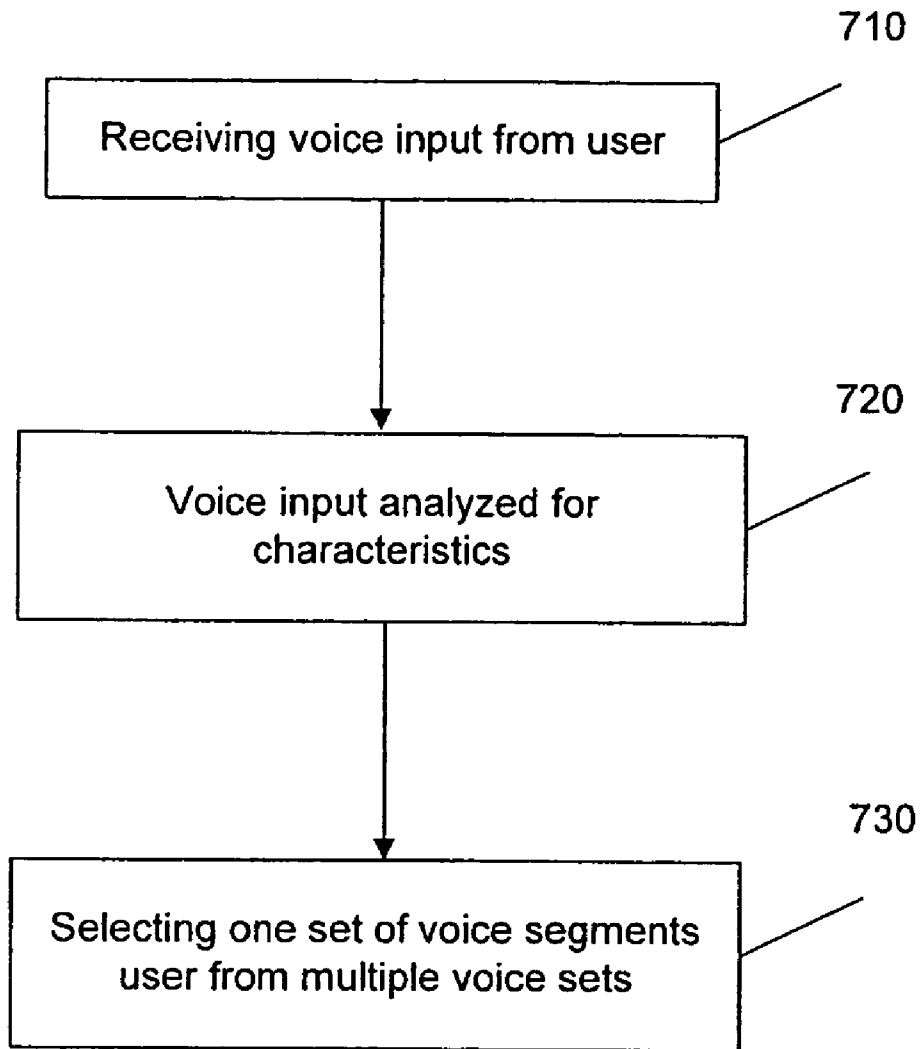 710
Receiving voice input from user
720
Voice input analyzed for
characteristics
730
Selecting one set of voice segments
user from multiple voice sets